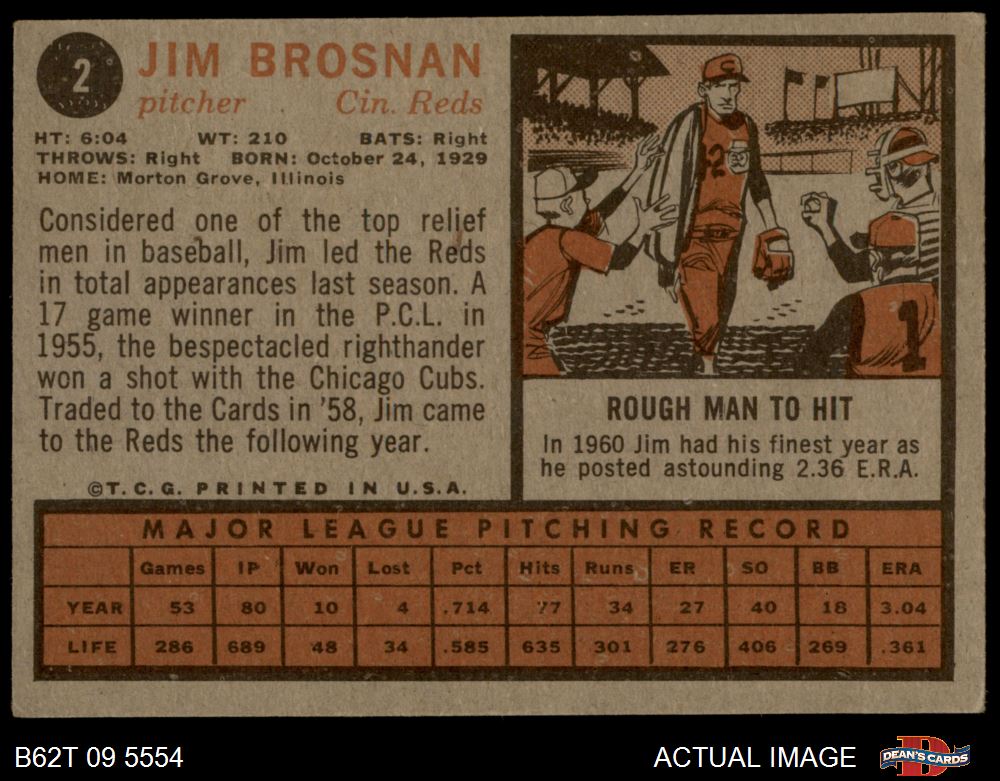 2
JIM BROSNAN
pitcher Cin. Reds
HT: 6:04 WT: 210 BATS: Right
THROWS: Right BORN: October 24, 1929
HOME: Morton Grove, Illinois
Considered one of the top relief
men in baseball, Jim led the Reds
in total appearances last season. A
17 game winner in the P.C.L. in
1955, the bespectacled righthander
won a shot with the Chicago Cubs.
Traded to the Cards in '58, Jim came
to the Reds the following year.
©T.C.G. PRINTED IN U.S.A.
C
2
1
ROUGH MAN TO HIT
In 1960 Jim had his finest year as
he posted astounding 2.36 E.R.A.
MAJOR LEAGUE PITCHING RECORD
Games IP Won Lost Pct Hits Runs ER SO BB ERA
YEAR 53 80 10 4 .714 77 34 27 40 18 3.04
LIFE 286 689 48 34 .585 635 301 276 406 269 .361
B62T 09 5554 ACTUAL IMAGE DEAN'S CARDS